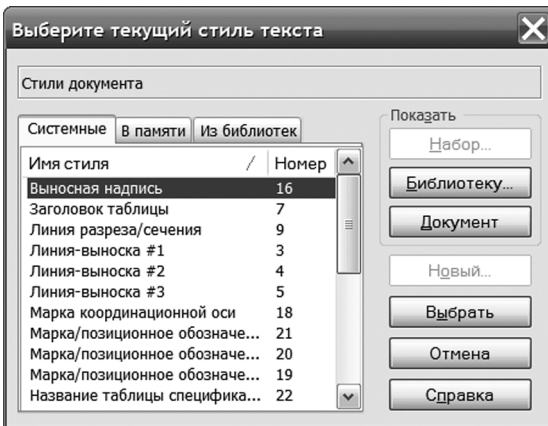 Выберите текущий стиль текста
Стили документа
Системные В памяти Из библиотек
Имя стиля / Номер
Выносная надпись 16
Заголовок таблицы 7
Линия разреза/сечения 9
Линия-выноска #1 3
Линия-выноска #2 4
Линия-выноска #3 5
Марка координационной оси 18
Марка/позиционное обозначе... 21
Марка/позиционное обозначе... 20
Марка/позиционное обозначе... 19
Название таблицы специфика... 22
Показать
Набор...
Библиотеку...
Документ
Новый...
Выбрать
Отмена
Справка